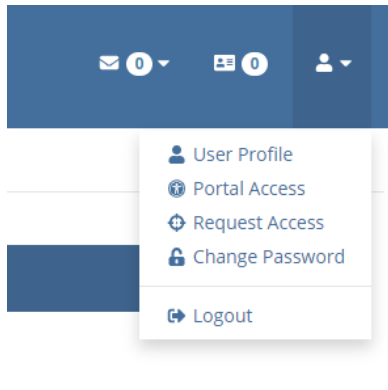 0 0
User Profile
Portal Access
Request Access
Change Password
Logout